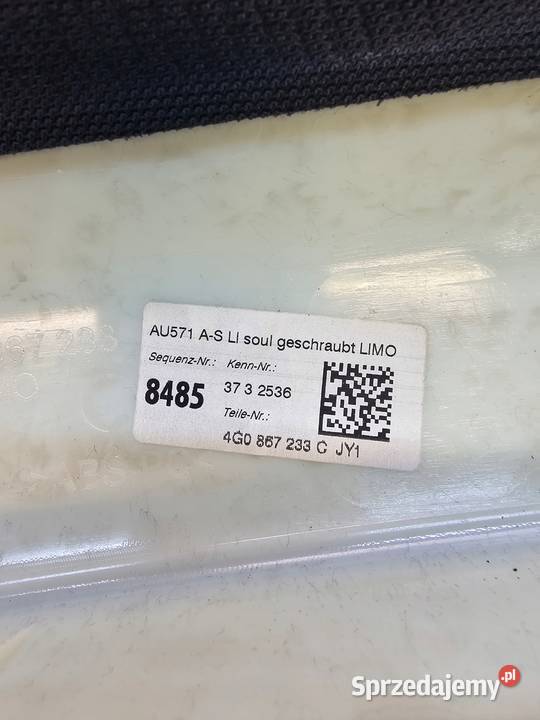 AU571 A-S LI soul geschraubt LIMO
Sequenz-Nr.: Kenn-Nr.:
8485 37 3 2536
Teile-Nr.:
4G0 867 233 C JY1
Sprzedajemy.pl